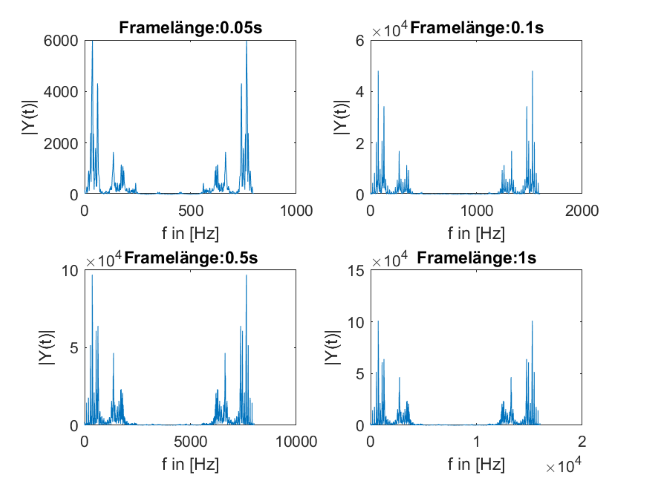 Framelänge:0.05s
6000
4000
2000
0
|Y(t)|
0 500 1000
f in [Hz]
×10^4 Framelänge:0.1s
6
4
2
0
|Y(t)|
0 1000 2000
f in [Hz]
×10^4 Framelänge:0.5s
10
5
0
|Y(t)|
0 5000 10000
f in [Hz]
×10^4 Framelänge:1s
15
10
5
0
|Y(t)|
0 1 2
f in [Hz]
×10^4